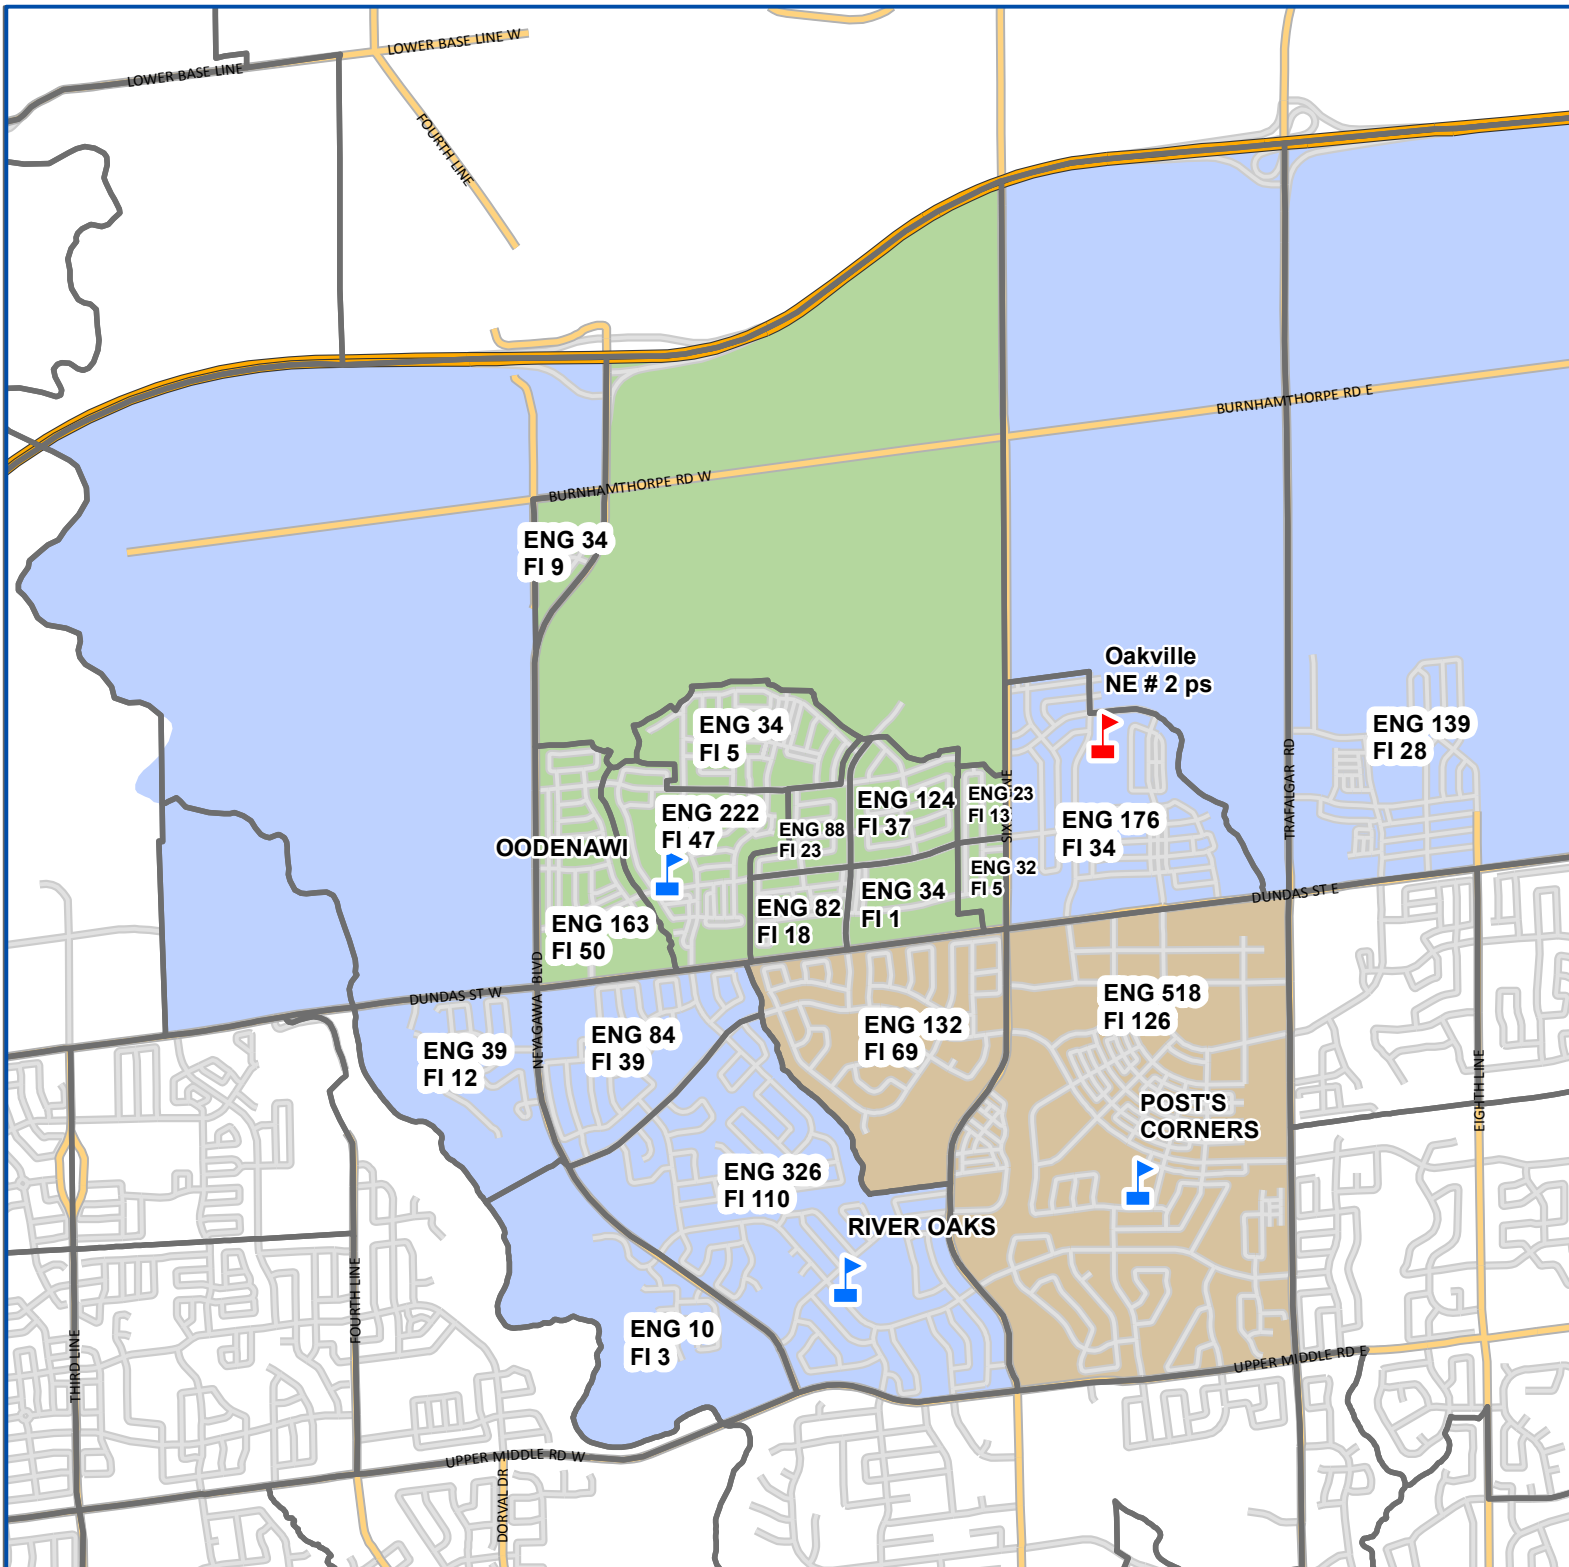 LOWER BASE LINE W
LOWER BASE LINE
FOURTH LINE
BURNHAMTHORPE RD E
BURNHAMTHORPE RD W
ENG 34
FI 9
Oakville
NE # 2 ps
ENG 34
FI 5
ENG 139
FI 28
TRAFALGAR RD
ENG 222
FI 47
ENG 88
FI 23
ENG 124
FI 37
ENG 23
FI 13
ENG 176
FI 34
OODENAWI
ENG 32
FI 5
ENG 34
FI 1
ENG 82
FI 18
ENG 163
FI 50
DUNDAS ST E
DUNDAS ST W
NEYAGAWA BLVD
ENG 518
FI 126
ENG 132
FI 69
ENG 84
FI 39
ENG 39
FI 12
POST'S
CORNERS
EIGHTH LINE
ENG 326
FI 110
RIVER OAKS
ENG 10
FI 3
FOURTH LINE
THIRD LINE
UPPER MIDDLE RD E
UPPER MIDDLE RD W
DORVAL DR